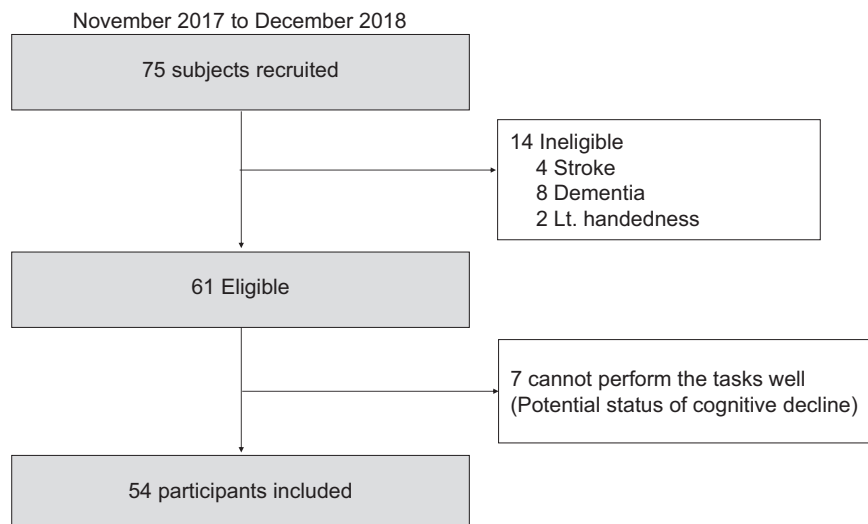 November 2017 to December 2018
75 subjects recruited
14 Ineligible
4 Stroke
8 Dementia
2 Lt. handedness
61 Eligible
7 cannot perform the tasks well
(Potential status of cognitive decline)
54 participants included